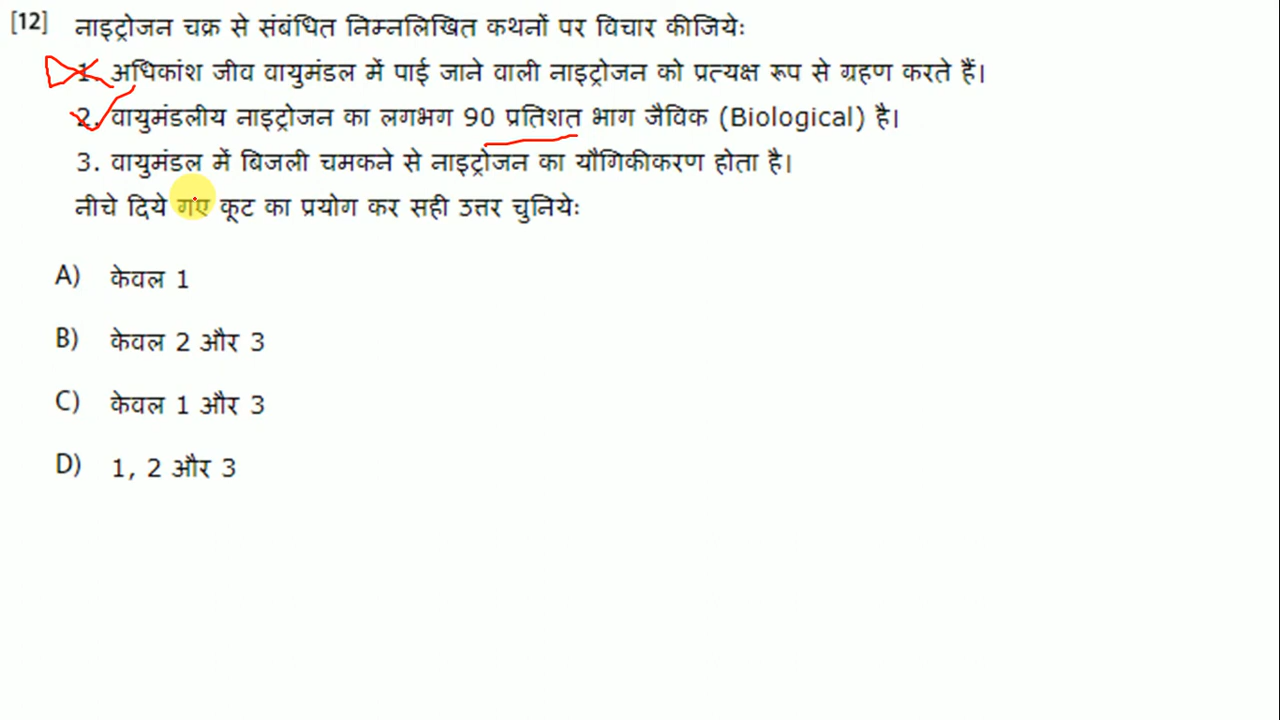 [12] नाइट्रोजन चक्र से संबंधित निम्नलिखित कथनों पर विचार कीजियेः
1. अधिकांश जीव वायुमंडल में पाई जाने वाली नाइट्रोजन को प्रत्यक्ष रूप से ग्रहण करते हैं।
2. वायुमंडलीय नाइट्रोजन का लगभग 90 प्रतिशत भाग जैविक (Biological) है।
3. वायुमंडल में बिजली चमकने से नाइट्रोजन का यौगिकीकरण होता है।
नीचे दिये गए कूट का प्रयोग कर सही उत्तर चुनियेः
A) केवल 1
B) केवल 2 और 3
C) केवल 1 और 3
D) 1, 2 और 3